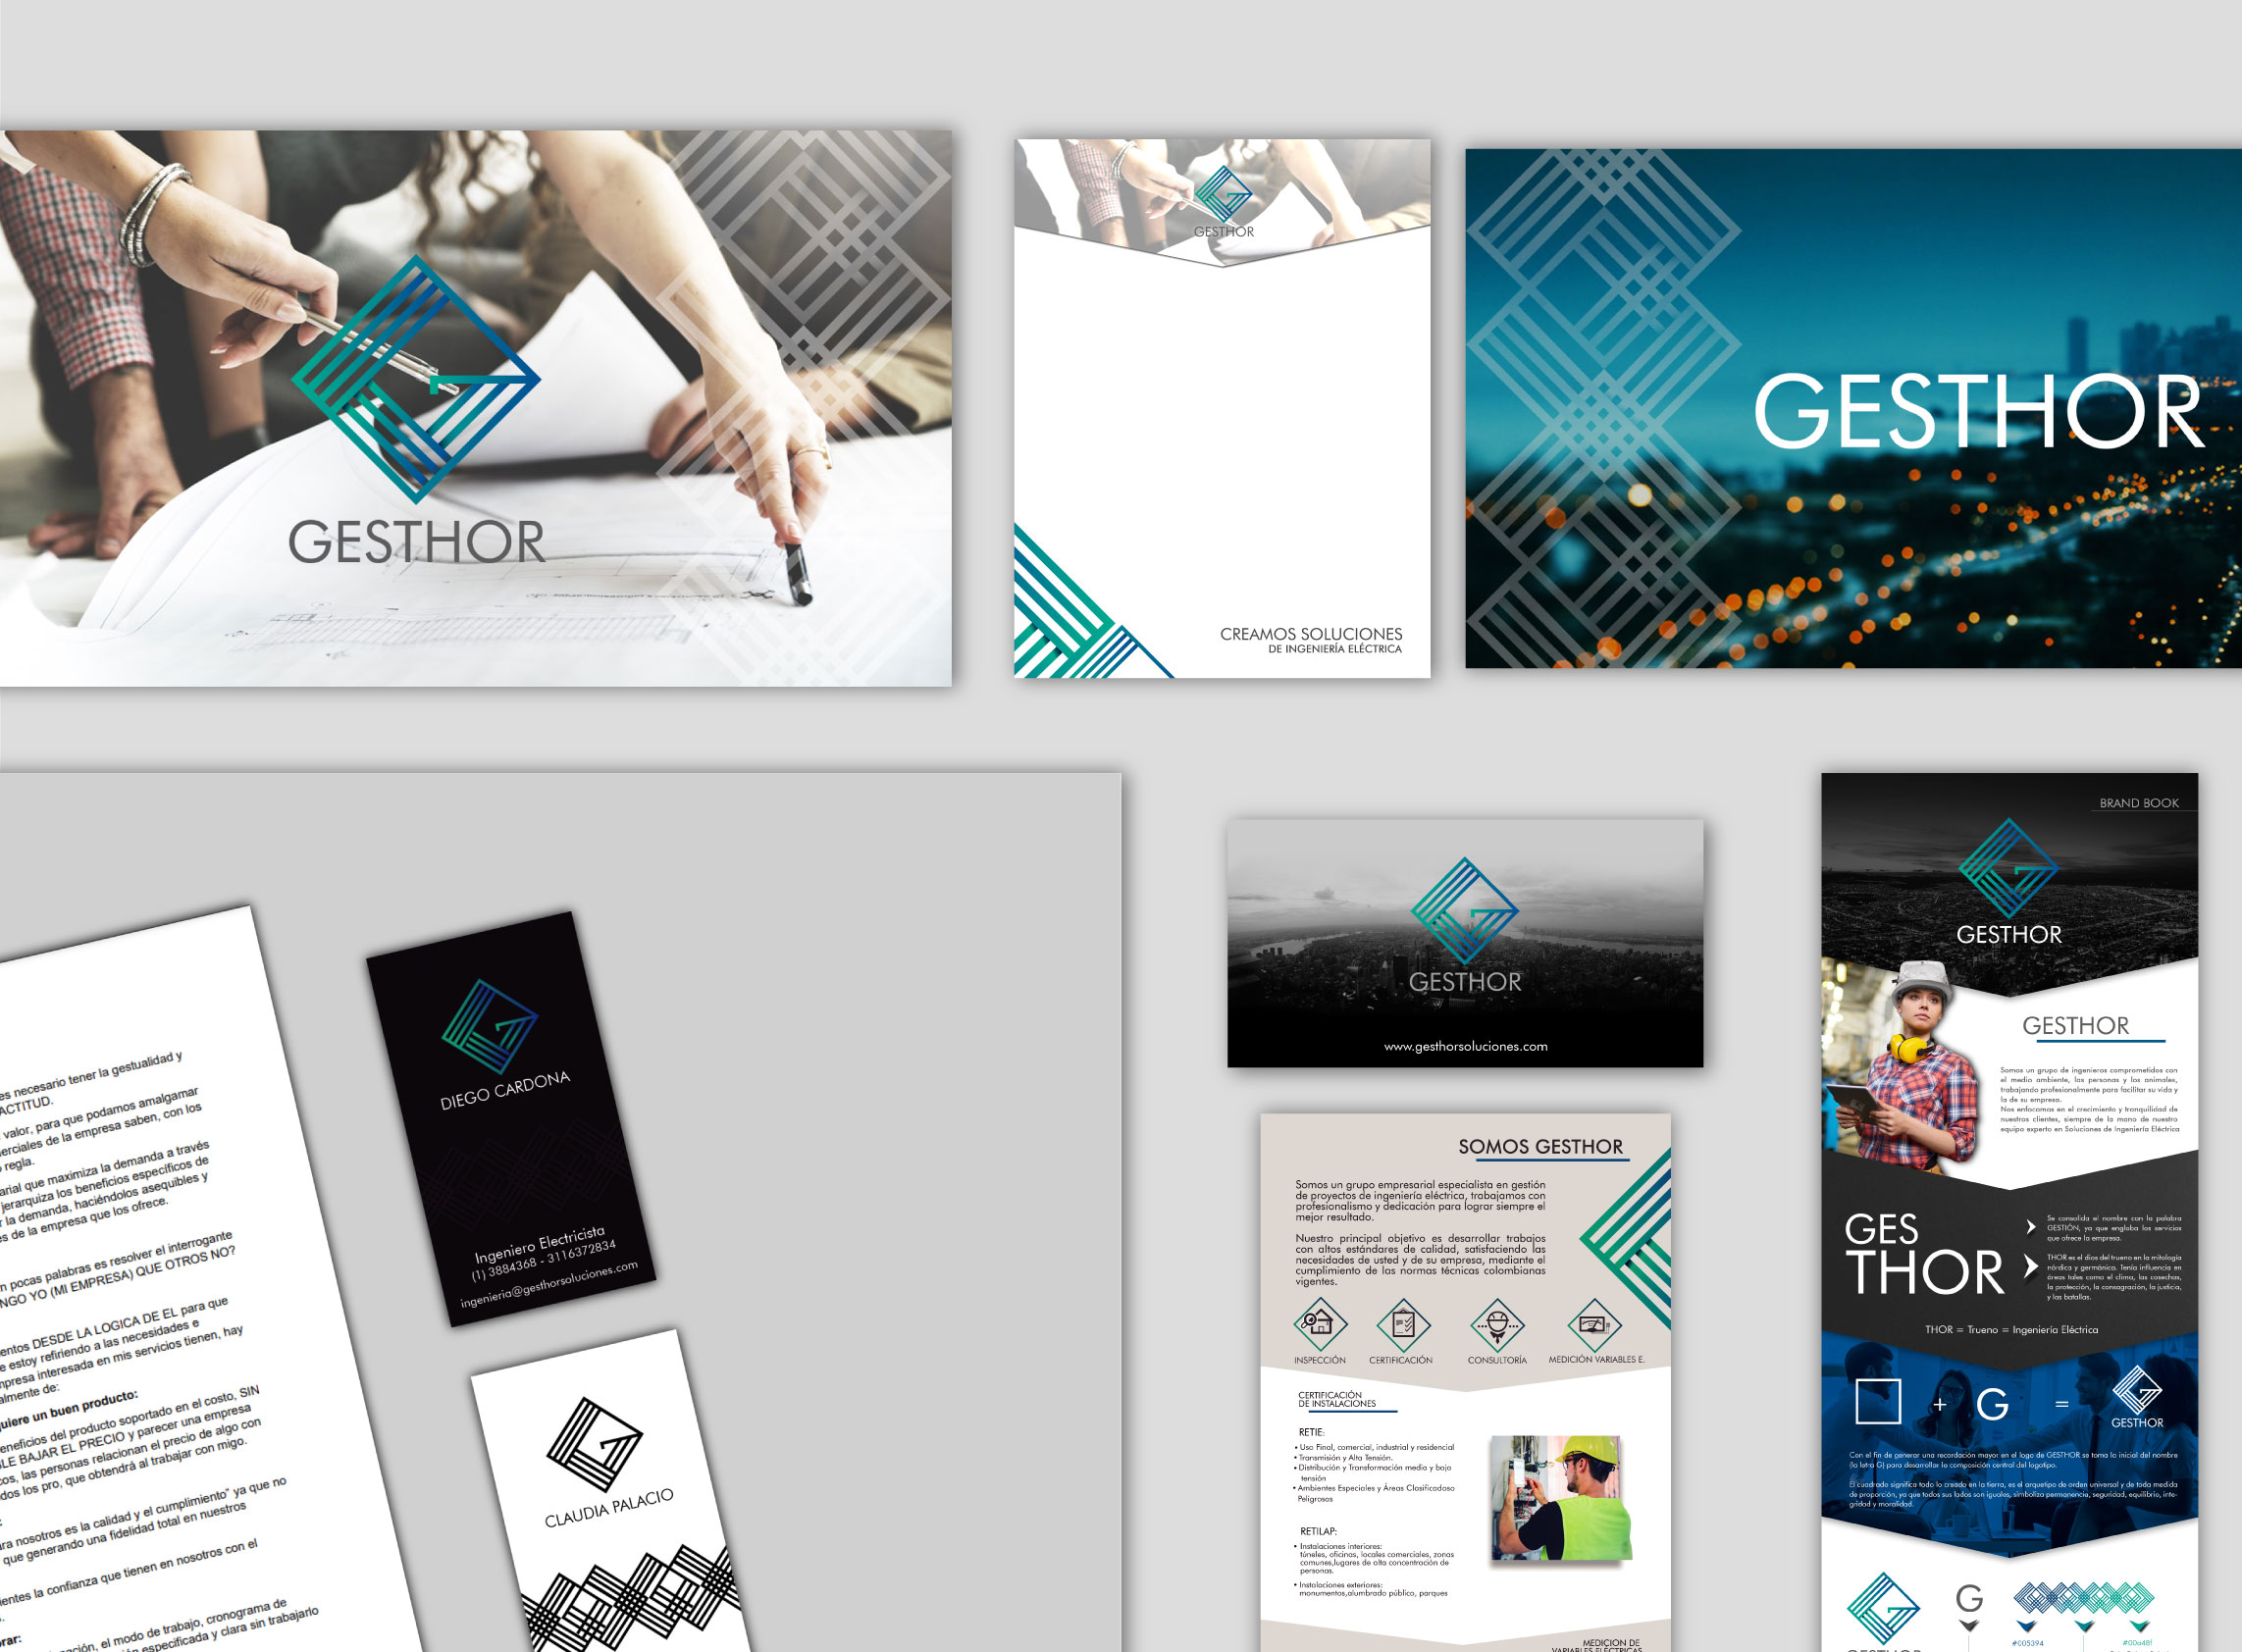 GESTHOR
GESTHOR
CREAMOS SOLUCIONES
DE INGENIERÍA ELÉCTRICA
GESTHOR
es necesario tener la gestualidad y
ACTITUD.
valor, para que podamos amalgamar
erciales de la empresa saben, con los
regla.
arial que maximiza la demanda a través
jerarquiza los beneficios específicos de
r la demanda, haciéndolos asequibles y
es de la empresa que los ofrece.
n pocas palabras es resolver el interrogante
NGO YO (MI EMPRESA) QUE OTROS NO?
entos DESDE LA LOGICA DE EL para que
e estoy refiriendo a las necesidades e
mpresa interesada en mis servicios tienen, hay
almente de:
quiere un buen producto:
eneficios del producto soportado en el costo, SIN
BLE BAJAR EL PRECIO y parecer una empresa
cos, las personas relacionan el precio de algo con
dos los pro, que obtendrá al trabajar con migo.
ara nosotros es la calidad y el cumplimiento" ya que no
que generando una fidelidad total en nuestros
ientes la confianza que tienen en nosotros con el
rar:
ación, el modo de trabajo, cronograma de
especificada y clara sin trabajarlo
DIEGO CARDONA
Ingeniero Electricista
(1) 3884368 - 3116372834
ingenieria@gesthorsoluciones.com
CLAUDIA PALACIO
GESTHOR
www.gesthorsoluciones.com
SOMOS GESTHOR
Somos un grupo empresarial especialista en gestión
de proyectos de ingeniería eléctrica, trabajamos con
profesionalismo y dedicación para lograr siempre el
mejor resultado.
Nuestro principal objetivo es desarrollar trabajos
con altos estándares de calidad, satisfaciendo las
necesidades de usted y de su empresa, mediante el
cumplimiento de las normas técnicas colombianas
vigentes.
INSPECCIÓN
CERTIFICACIÓN
CONSULTORÍA
MEDICIÓN VARIABLES E.
CERTIFICACIÓN
DE INSTALACIONES
RETIE:
• Uso Final, comercial, industrial y residencial
• Transmisión y Alta Tensión.
• Distribución y Transformación media y baja
tensión
• Ambientes Especiales y Áreas Clasificadoso
Peligrosos
RETILAP:
• Instalaciones interiores:
túneles, oficinas, locales comerciales, zonas
comunes,lugares de alta concentración de
personas.
• Instalaciones exteriores:
monumentos,alumbrado público, parques
MEDICION DE
VARIABLES ELÉCTRICAS
BRAND BOOK
GESTHOR
GESTHOR
Somos un grupo de ingenieros comprometidos con
el medio ambiente, las personas y los animales,
trabajando profesionalmente para facilitar su vida y
la de su empresa.
Nos enfocamos en el crecimiento y tranquilidad de
nuestros clientes, siempre de la mano de nuestro
equipo experto en Soluciones de Ingeniería Eléctrica
GES
THOR
Se consolida el nombre con la palabra
GESTIÓN, ya que engloba los servicios
que ofrece la empresa.
THOR es el dios del trueno en la mitología
nórdica y germánica. Tenía influencia en
áreas tales como el clima, las cosechas,
la protección, la consagración, la justicia,
y las batallas.
THOR = Trueno = Ingeniería Eléctrica
+ G =
GESTHOR
Con el fin de generar una recordación mayor en el logo de GESTHOR se toma la inicial del nombre
(la letra G) para desarrollar la composición central del logotipo.
El cuadrado significa todo lo creado en la tierra, es el arquetipo de orden universal y de toda medida
de proporción, ya que todos sus lados son iguales, simboliza permanencia, seguridad, equilibrio, inte-
gridad y moralidad.
G
#005394
#00a48f
GESTHOR